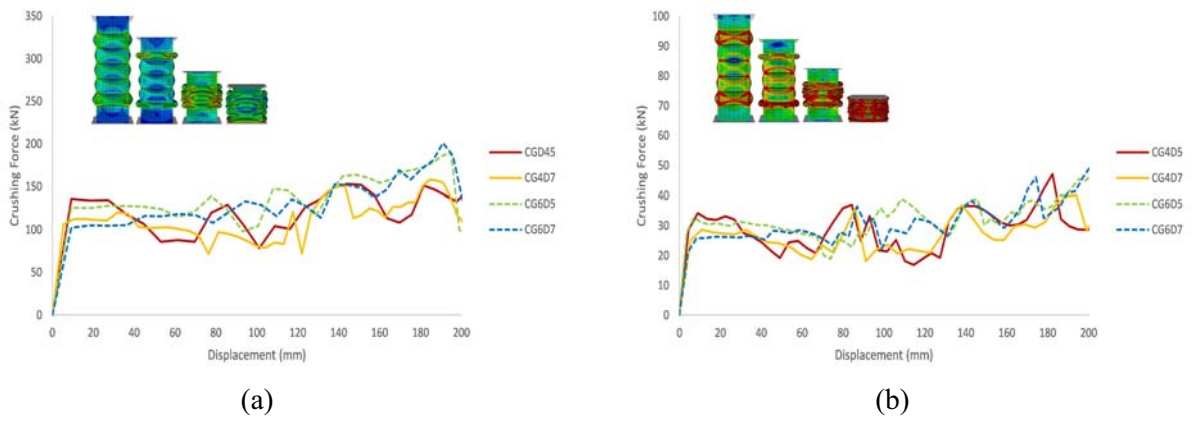 350
300
250
200
150
100
50
0
Crushing Force (kN)
0 20 40 60 80 100 120 140 160 180 200
Displacement (mm)
CGD45
CG4D7
CG6D5
CG6D7
(a)
100
90
80
70
60
50
40
30
20
10
0
Crushing Force (kN)
0 20 40 60 80 100 120 140 160 180 200
Displacement (mm)
CG4D5
CG4D7
CG6D5
CG6D7
(b)